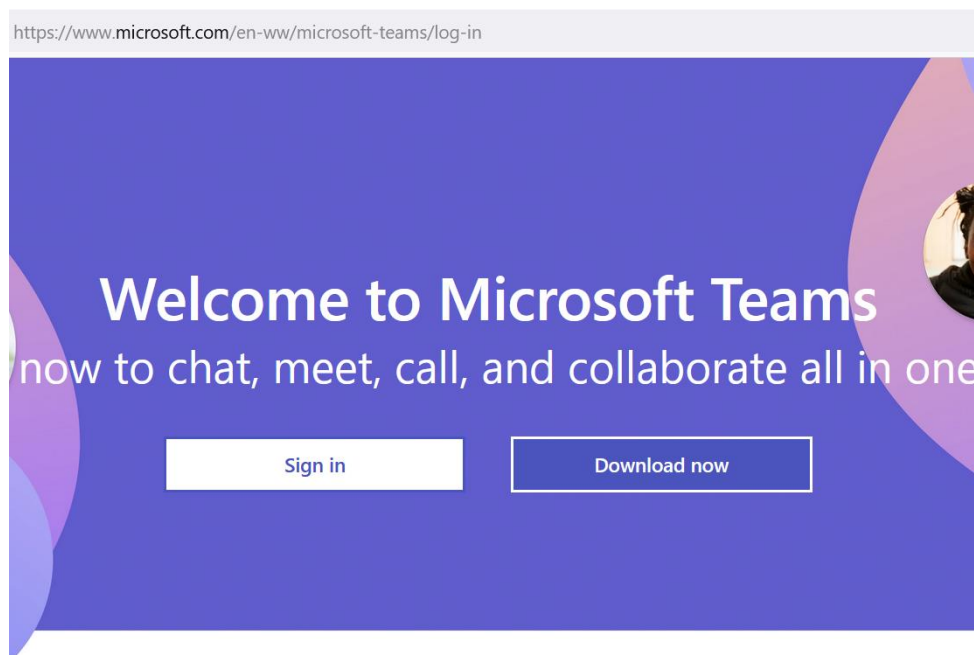 https://www.microsoft.com/en-ww/microsoft-teams/log-in
Welcome to Microsoft Teams
now to chat, meet, call, and collaborate all in one
Sign in
Download now